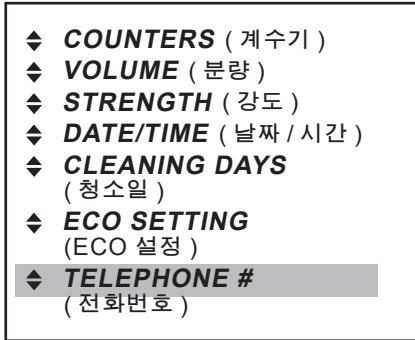 COUNTERS ( 계수기 )
VOLUME ( 분량 )
STRENGTH ( 강도 )
DATE/TIME ( 날짜 / 시간 )
CLEANING DAYS
( 청소일 )
ECO SETTING
(ECO 설정 )
TELEPHONE #
( 전화번호 )